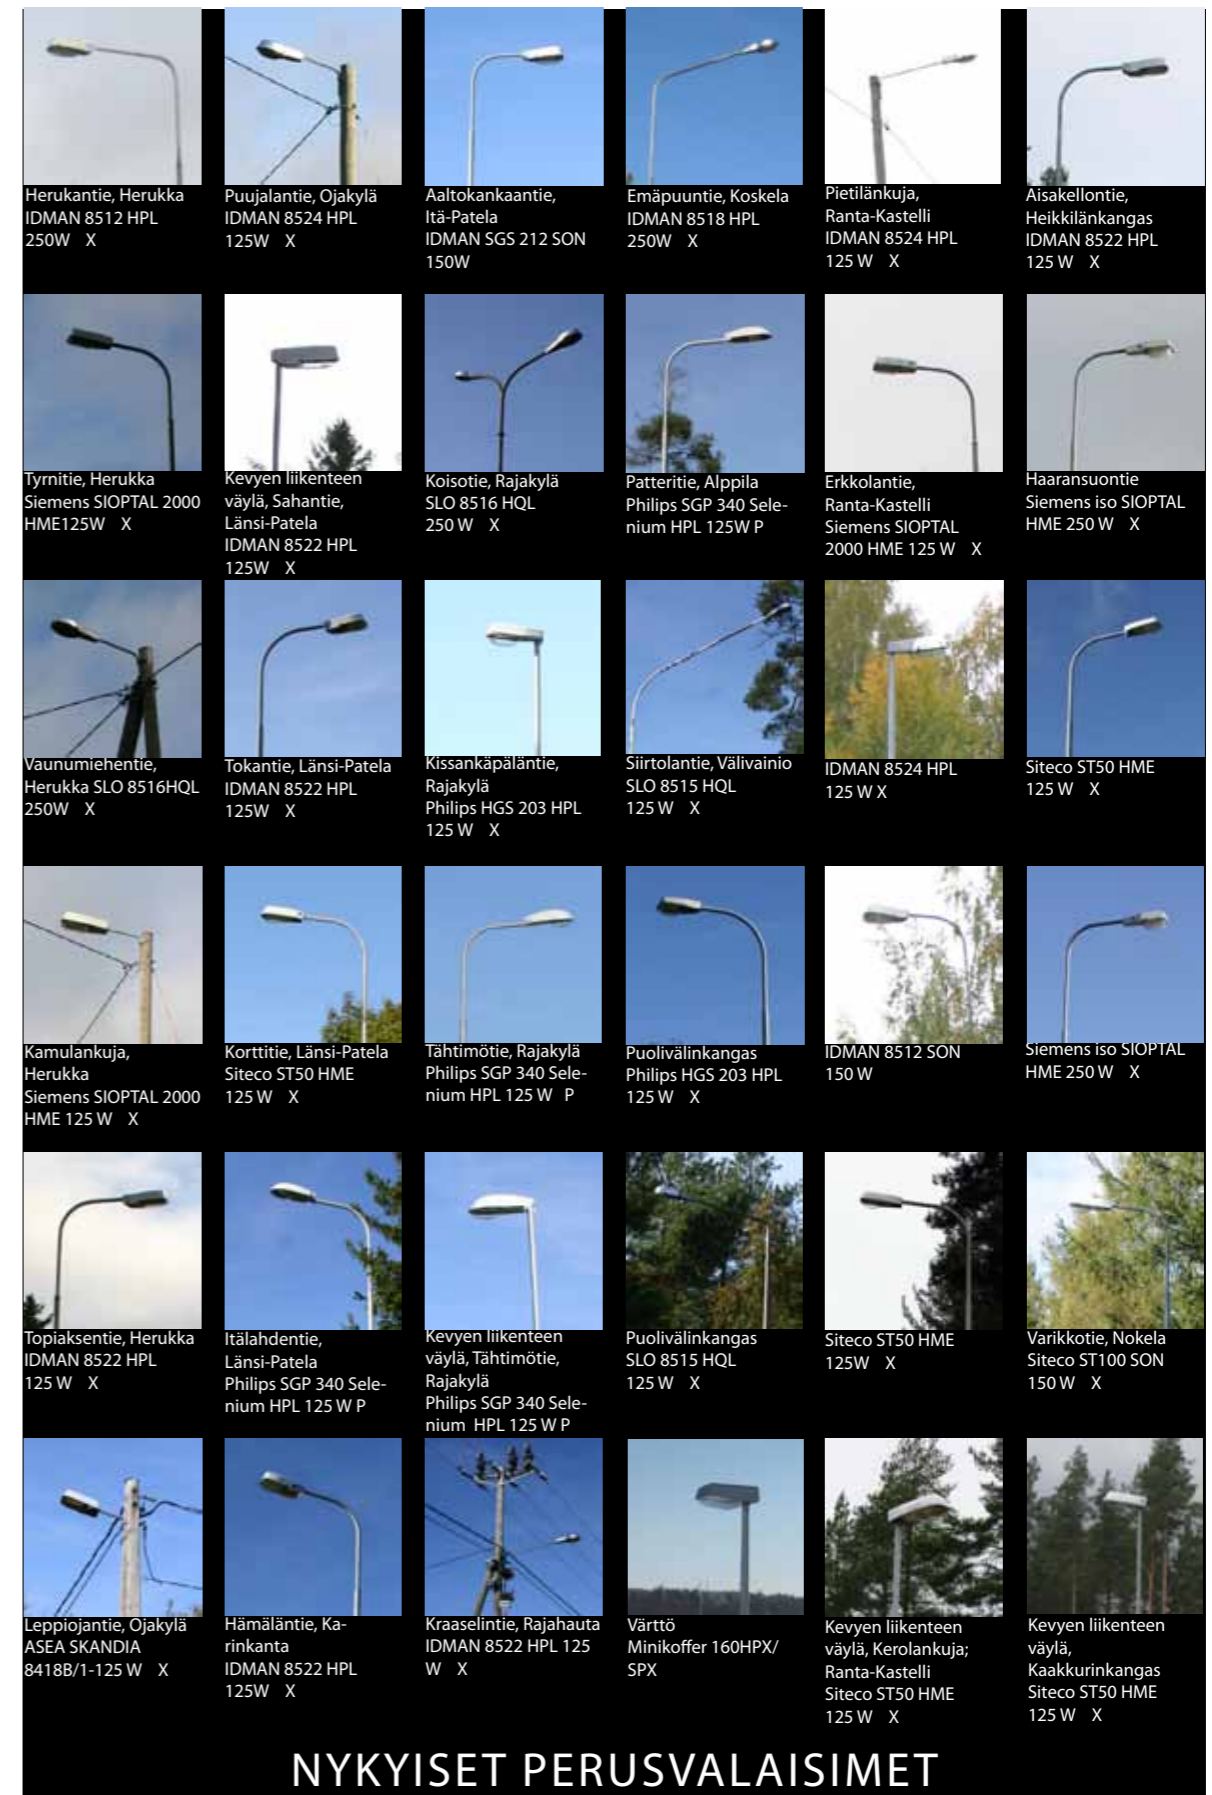 Herukantie, Herukka
IDMAN 8512 HPL
250W X
Puujalantie, Ojakylä
IDMAN 8524 HPL
125W X
Aaltokankaantie,
Itä-Patela
IDMAN SGS 212 SON
150W
Emäpuuntie, Koskela
IDMAN 8518 HPL
250W X
Pietilänkuja,
Ranta-Kastelli
IDMAN 8524 HPL
125 W X
Aisakellontie,
Heikkilänkangas
IDMAN 8522 HPL
125 W X
Tyrnitie, Herukka
Siemens SIOPTAL 2000
HME125W X
Kevyen liikenteen
väylä, Sahantie,
Länsi-Patela
IDMAN 8522 HPL
125W X
Koisotie, Rajakylä
SLO 8516 HQL
250 W X
Patteritie, Alppila
Philips SGP 340 Sele-
nium HPL 125W P
Erkkolantie,
Ranta-Kastelli
Siemens SIOPTAL
2000 HME 125 W X
Haaransuontie
Siemens iso SIOPTAL
HME 250 W X
Vaunumiehentie,
Herukka SLO 8516HQL
250W X
Tokantie, Länsi-Patela
IDMAN 8522 HPL
125W X
Kissankäpäläntie,
Rajakylä
Philips HGS 203 HPL
125 W X
Siirtolantie, Välivainio
SLO 8515 HQL
125 W X
IDMAN 8524 HPL
125 W X
Siteco ST50 HME
125 W X
Kamulankuja,
Herukka
Siemens SIOPTAL 2000
HME 125 W X
Korttitie, Länsi-Patela
Siteco ST50 HME
125 W X
Tähtimötie, Rajakylä
Philips SGP 340 Sele-
nium HPL 125 W P
Puolivälinkangas
Philips HGS 203 HPL
125 W X
IDMAN 8512 SON
150 W
Siemens iso SIOPTAL
HME 250 W X
Topiaksentie, Herukka
IDMAN 8522 HPL
125 W X
Itälahdentie,
Länsi-Patela
Philips SGP 340 Sele-
nium HPL 125 W P
Kevyen liikenteen
väylä, Tähtimötie,
Rajakylä
Philips SGP 340 Sele-
nium HPL 125 W P
Puolivälinkangas
SLO 8515 HQL
125 W X
Siteco ST50 HME
125W X
Varikkotie, Nokela
Siteco ST100 SON
150 W X
Leppiojantie, Ojakylä
ASEA SKANDIA
8418B/1-125 W X
Hämäläntie, Ka-
rinkanta
IDMAN 8522 HPL
125W X
Kraaselintie, Rajahauta
IDMAN 8522 HPL 125
W X
Värttö
Minikoffer 160HPX/
SPX
Kevyen liikenteen
väylä, Kerolankuja;
Ranta-Kastelli
Siteco ST50 HME
125 W X
Kevyen liikenteen
väylä,
Kaakkurinkangas
Siteco ST50 HME
125 W X
NYKYISET PERUSVALAISIMET